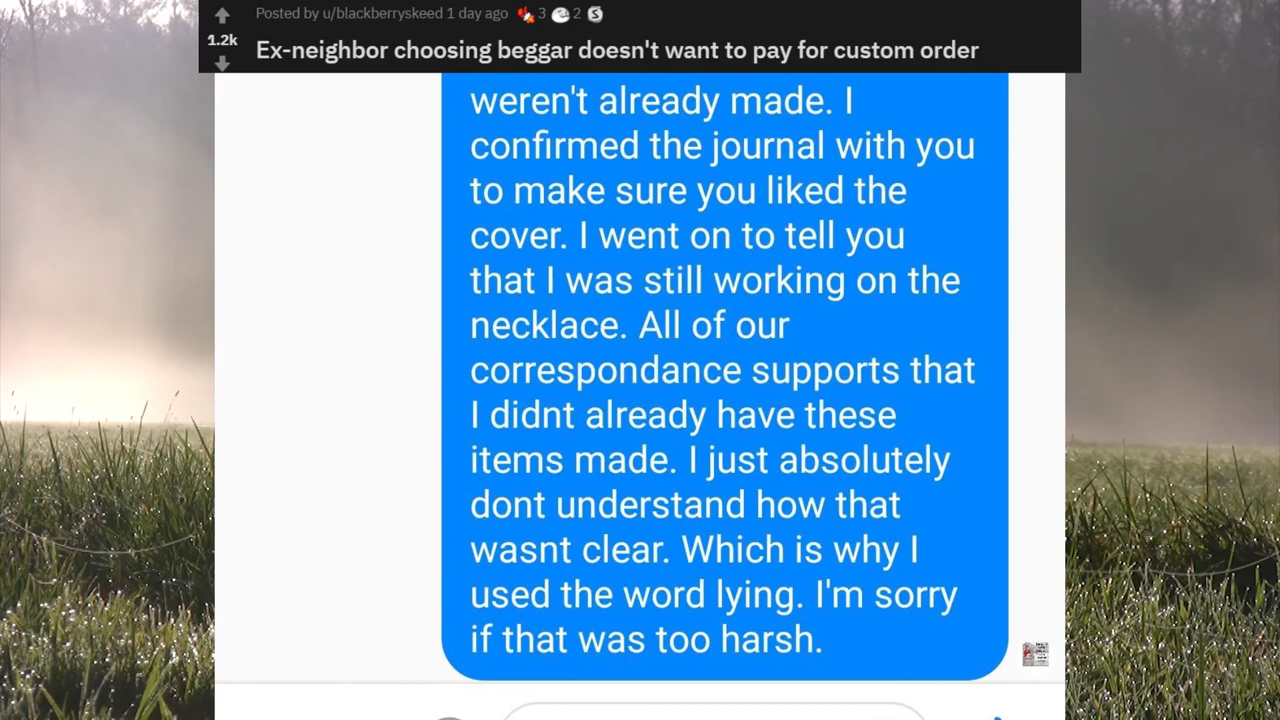 Posted by u/blackberryskeed 1 day ago 3 2 S
1.2k
Ex-neighbor choosing beggar doesn't want to pay for custom order
weren't already made. I
confirmed the journal with you
to make sure you liked the
cover. I went on to tell you
that I was still working on the
necklace. All of our
correspondance supports that
I didnt already have these
items made. I just absolutely
dont understand how that
wasnt clear. Which is why I
used the word lying. I'm sorry
if that was too harsh.